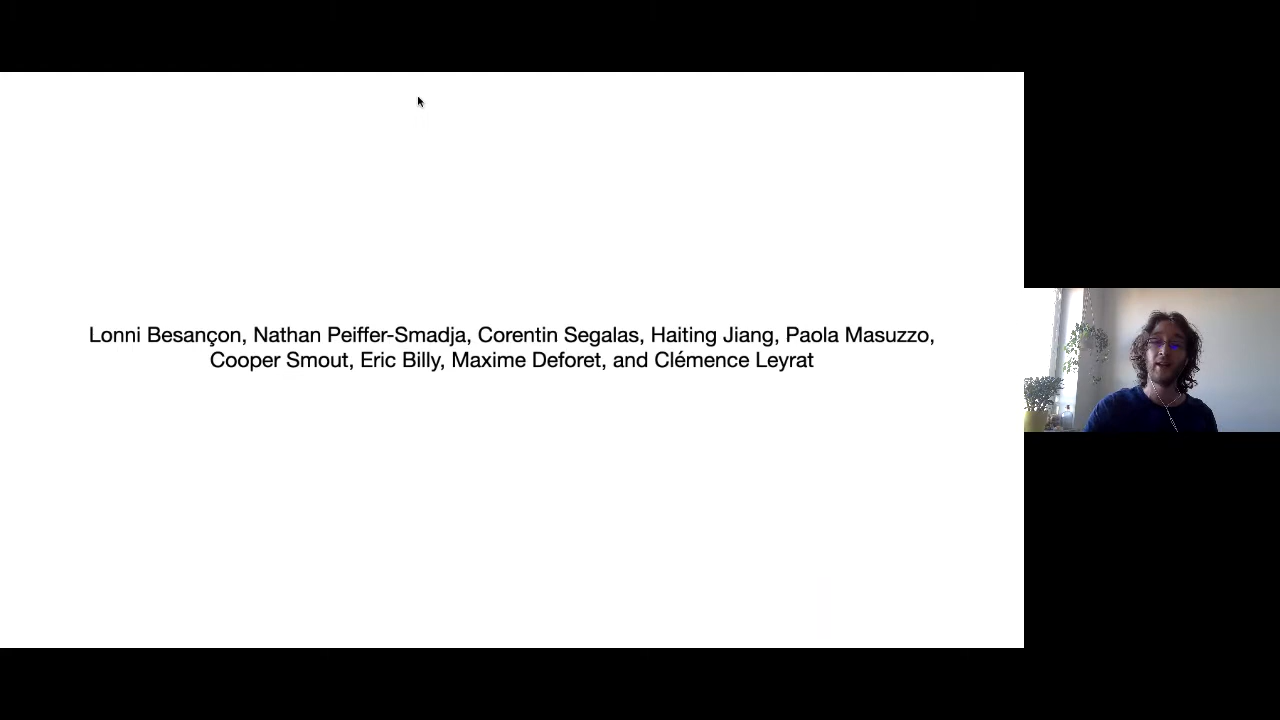 Lonni Besançon, Nathan Peiffer-Smadja, Corentin Segalas, Haiting Jiang, Paola Masuzzo,
Cooper Smout, Eric Billy, Maxime Deforet, and Clémence Leyrat